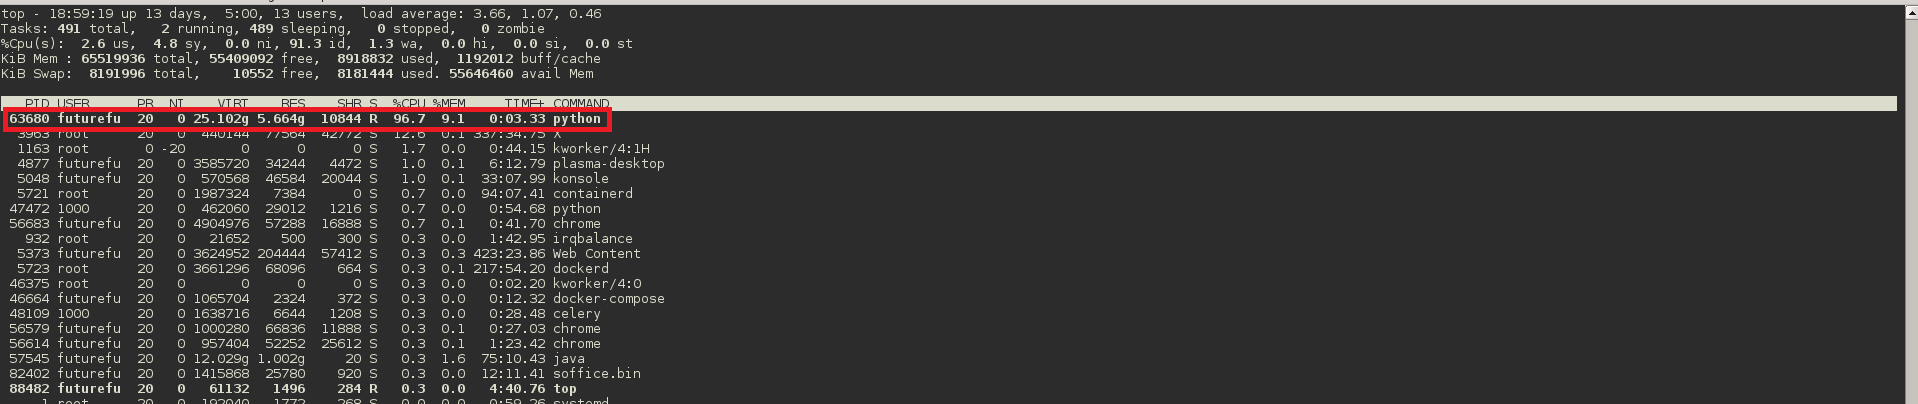 top - 18:59:19 up 13 days,  5:00, 13 users,  load average: 3.66, 1.07, 0.46
Tasks: 491 total,   2 running, 489 sleeping,   0 stopped,   0 zombie
%Cpu(s):  2.6 us,  4.8 sy,  0.0 ni, 91.3 id,  1.3 wa,  0.0 hi,  0.0 si,  0.0 st
KiB Mem : 65519936 total, 55409092 free,  8918832 used,  1192012 buff/cache
KiB Swap:  8191996 total,    10552 free,  8181444 used. 55646460 avail Mem
PID USER      PR  NI    VIRT    RES    SHR S  %CPU %MEM     TIME+ COMMAND
63680 futurefu  20   0 25.102g 5.664g  10844 R  96.7  9.1   0:03.33 python
3963 root      20   0  440144  77564  42772 S  12.6  0.1 337:34.75 X
1163 root       0 -20       0      0      0 S   1.7  0.0   0:44.15 kworker/4:1H
4877 futurefu  20   0 3585720  34244   4472 S   1.0  0.1   6:12.79 plasma-desktop
5048 futurefu  20   0  570568  46584  20044 S   1.0  0.1  33:07.99 konsole
5721 root      20   0 1987324   7384      0 S   0.7  0.0  94:07.41 containerd
47472 1000      20   0  462060  29012   1216 S   0.7  0.0   0:54.68 python
56683 futurefu  20   0 4904976  57288  16888 S   0.7  0.1   0:41.70 chrome
932 root      20   0   21652    500    300 S   0.3  0.0   1:42.95 irqbalance
5373 futurefu  20   0 3624952 204444  57412 S   0.3  0.3 423:23.86 Web Content
5723 root      20   0 3661296  68096    664 S   0.3  0.1 217:54.20 dockerd
46375 root      20   0       0      0      0 S   0.3  0.0   0:02.20 kworker/4:0
46664 futurefu  20   0 1065704   2324    372 S   0.3  0.0   0:12.32 docker-compose
48109 1000      20   0 1638716   6644   1208 S   0.3  0.0   0:28.48 celery
56579 futurefu  20   0 1000280  66836  11888 S   0.3  0.1   0:27.03 chrome
56614 futurefu  20   0  957404  52252  25612 S   0.3  0.1   1:23.42 chrome
57545 futurefu  20   0 12.029g 1.002g     20 S   0.3  1.6  75:10.43 java
82402 futurefu  20   0 1415868  25780    920 S   0.3  0.0  12:11.41 soffice.bin
88482 futurefu  20   0   61132   1496    284 R   0.3  0.0   4:40.76 top
1 root      20   0  192040   1772    268 S   0.0  0.0   0:59.26 systemd